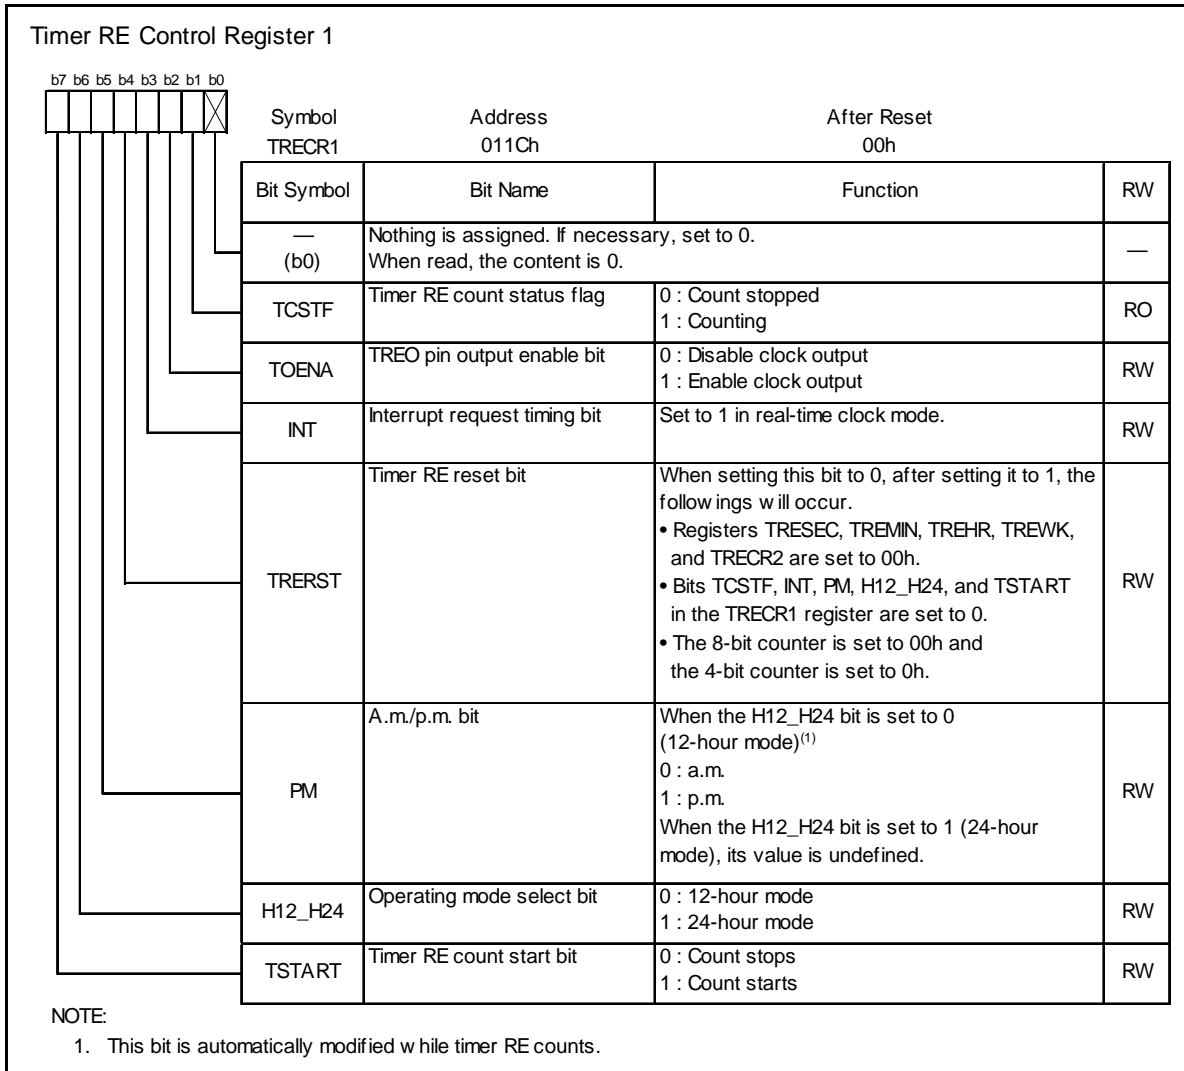 Timer RE Control Register 1
b7 b6 b5 b4 b3 b2 b1 b0
Symbol Address After Reset
TRECR1 011Ch 00h
Bit Symbol Bit Name Function RW
—
(b0)
Nothing is assigned. If necessary, set to 0.
When read, the content is 0.
—
TCSTF
Timer RE count status flag
0 : Count stopped
1 : Counting
RO
TOENA
TREO pin output enable bit
0 : Disable clock output
1 : Enable clock output
RW
INT
Interrupt request timing bit
Set to 1 in real-time clock mode.
RW
TRERST
Timer RE reset bit
When setting this bit to 0, after setting it to 1, the
followings will occur.
• Registers TRESEC, TREMIN, TREHR, TREWK,
and TRECR2 are set to 00h.
• Bits TCSTF, INT, PM, H12_H24, and TSTART
in the TRECR1 register are set to 0.
• The 8-bit counter is set to 00h and
the 4-bit counter is set to 0h.
RW
PM
A.m./p.m. bit
When the H12_H24 bit is set to 0
(12-hour mode)(1)
0 : a.m.
1 : p.m.
When the H12_H24 bit is set to 1 (24-hour
mode), its value is undefined.
RW
H12_H24
Operating mode select bit
0 : 12-hour mode
1 : 24-hour mode
RW
TSTART
Timer RE count start bit
0 : Count stops
1 : Count starts
RW
NOTE:
1. This bit is automatically modified while timer RE counts.